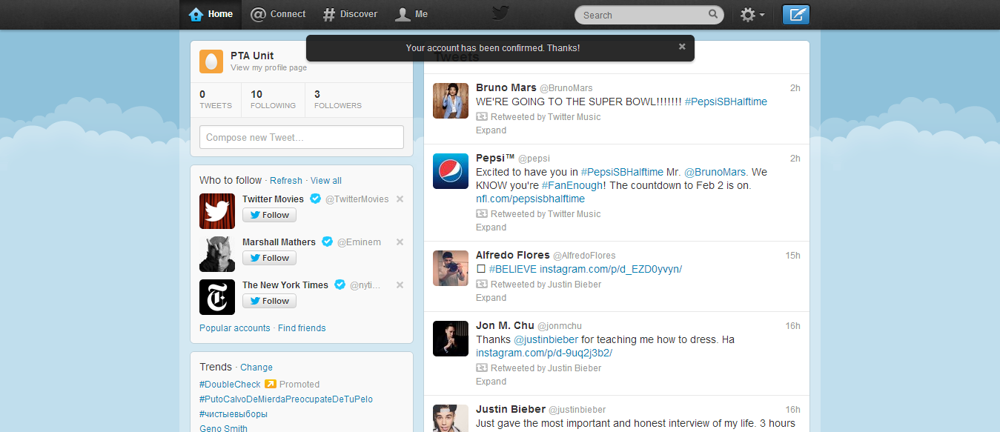 Home
Connect
Discover
Me
Search
Your account has been confirmed. Thanks!
PTA Unit
View my profile page
0
TWEETS
10
FOLLOWING
3
FOLLOWERS
Compose new Tweet…
Who to follow · Refresh · View all
Twitter Movies @TwitterMovies
Follow
Marshall Mathers @Eminem
Follow
The New York Times @nyti…
Follow
Popular accounts · Find friends
Trends · Change
#DoubleCheck Promoted
#PutoCalvoDeMierdaPreocupateDeTuPelo
#чистыевыборы
Geno Smith
Tweets
Bruno Mars @BrunoMars 2h
WE'RE GOING TO THE SUPER BOWL!!!!!!! #PepsiSBHalftime
Retweeted by Twitter Music
Expand
Pepsi™ @pepsi 2h
Excited to have you in #PepsiSBHalftime Mr. @BrunoMars. We
KNOW you're #FanEnough! The countdown to Feb 2 is on.
nfl.com/pepsisbhalftime
Retweeted by Twitter Music
Expand
Alfredo Flores @AlfredoFlores 15h
#BELIEVE instagram.com/p/d_EZD0yvyn/
Retweeted by Justin Bieber
Expand
Jon M. Chu @jonmchu 16h
Thanks @justinbieber for teaching me how to dress. Ha
instagram.com/p/d-9uq2j3b2/
Retweeted by Justin Bieber
Expand
Justin Bieber @justinbieber 16h
Just gave the most important and honest interview of my life. 3 hours